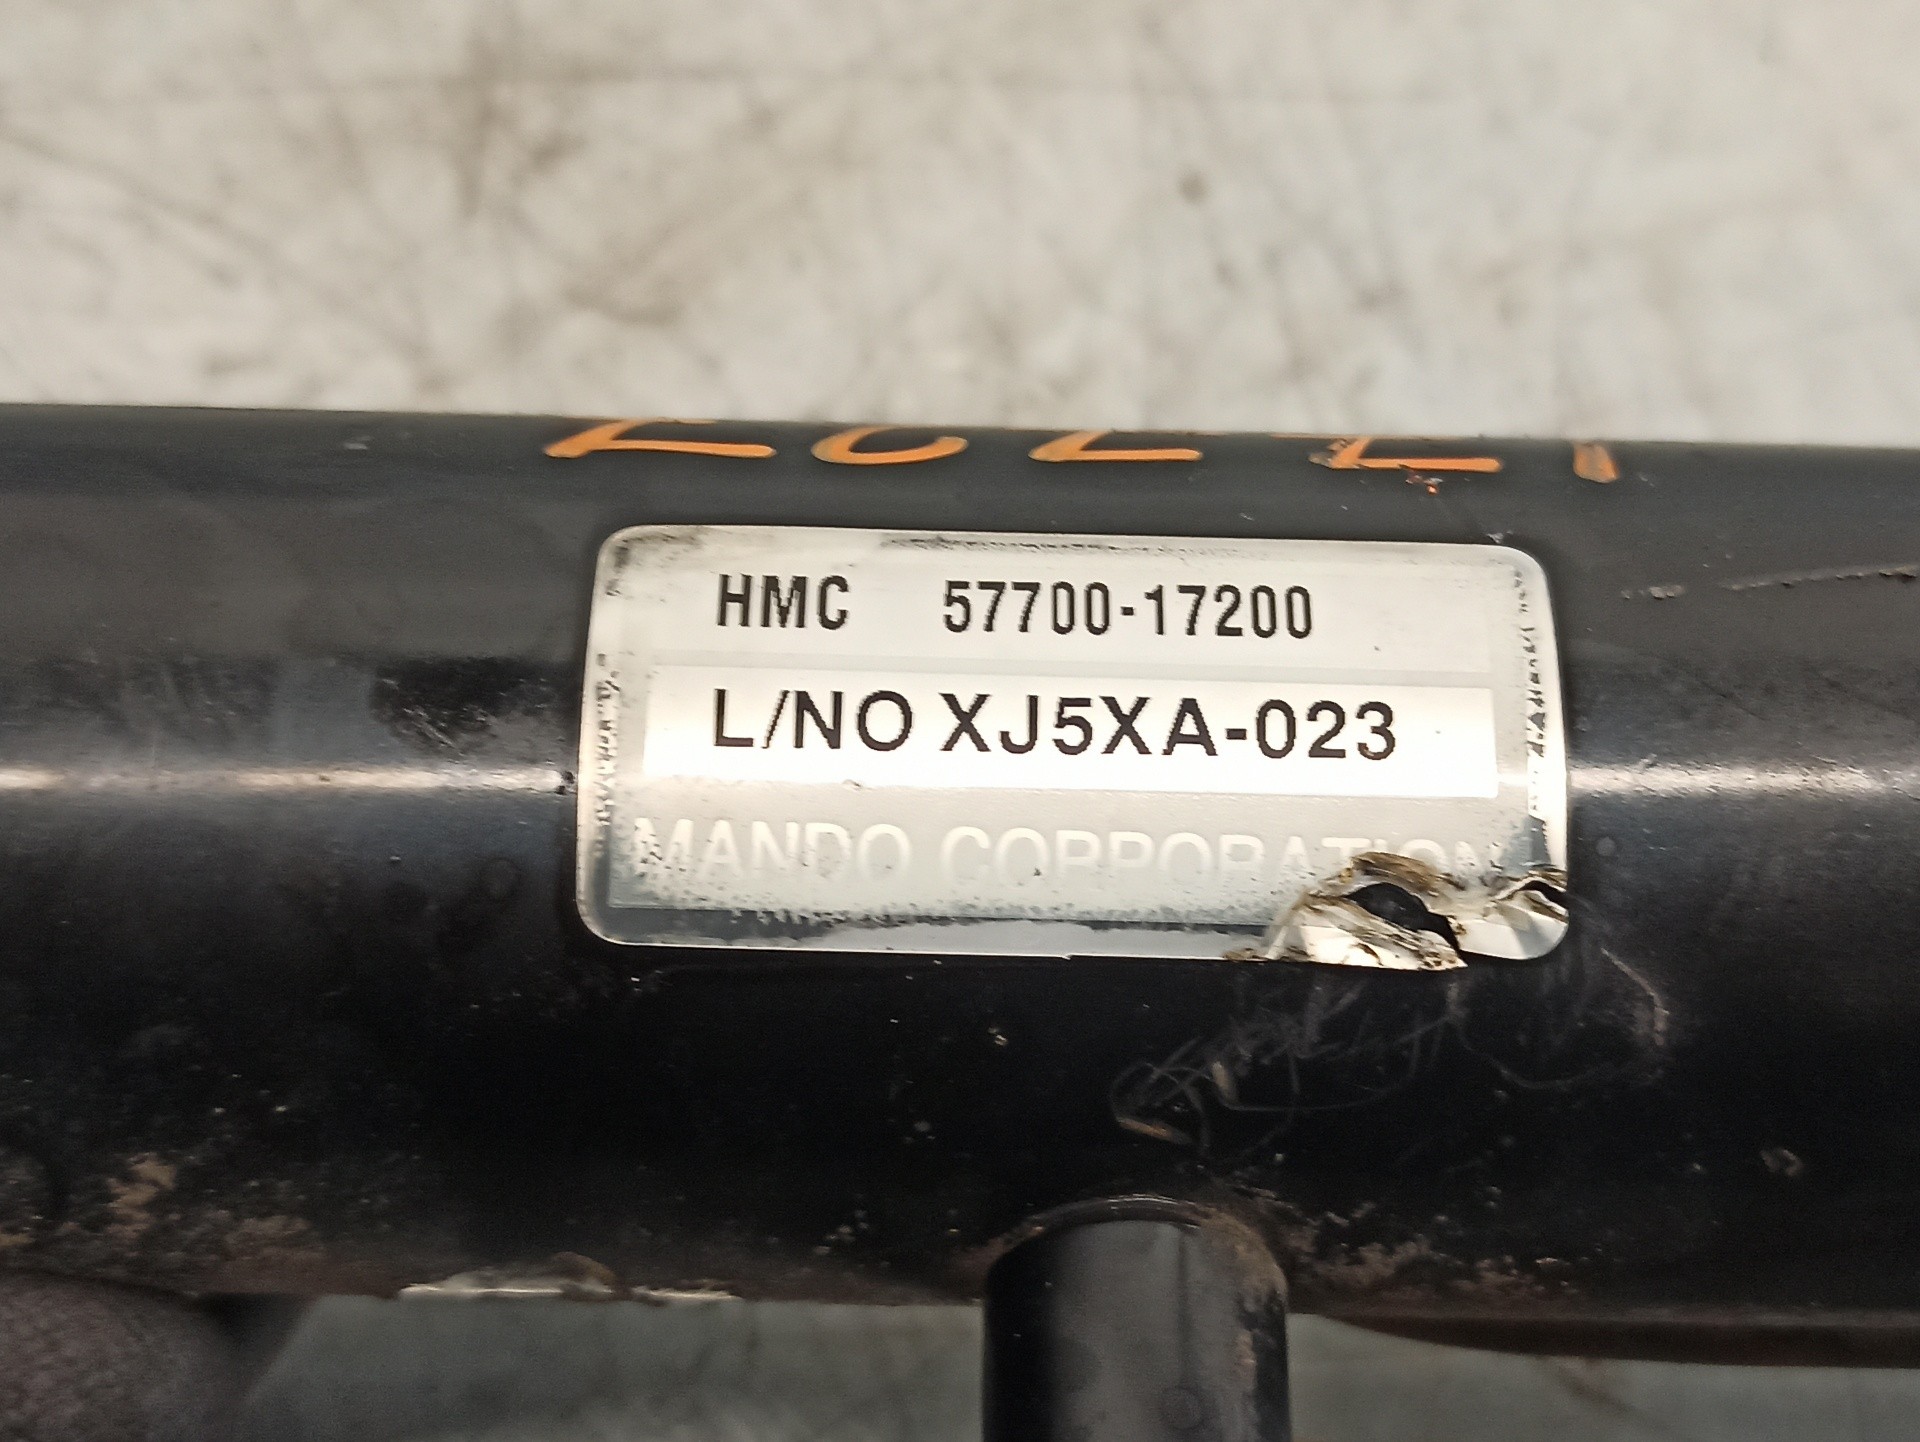 HMC 57700-17200
L/NO XJ5XA-023
MANDO CORPORATION